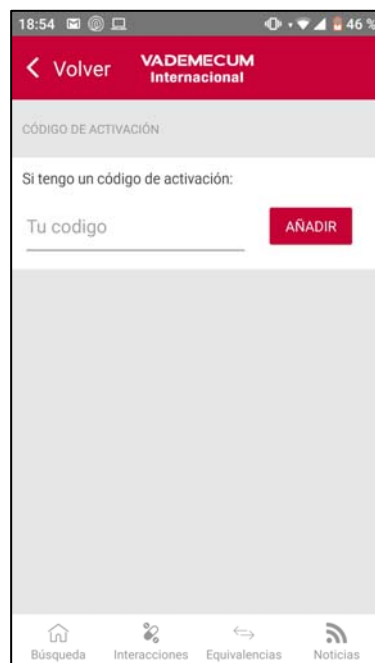 18:54 46 %
Volver
VADEMECUM
Internacional
CÓDIGO DE ACTIVACIÓN
Si tengo un código de activación:
Tu codigo
AÑADIR
Búsqueda Interacciones Equivalencias Noticias